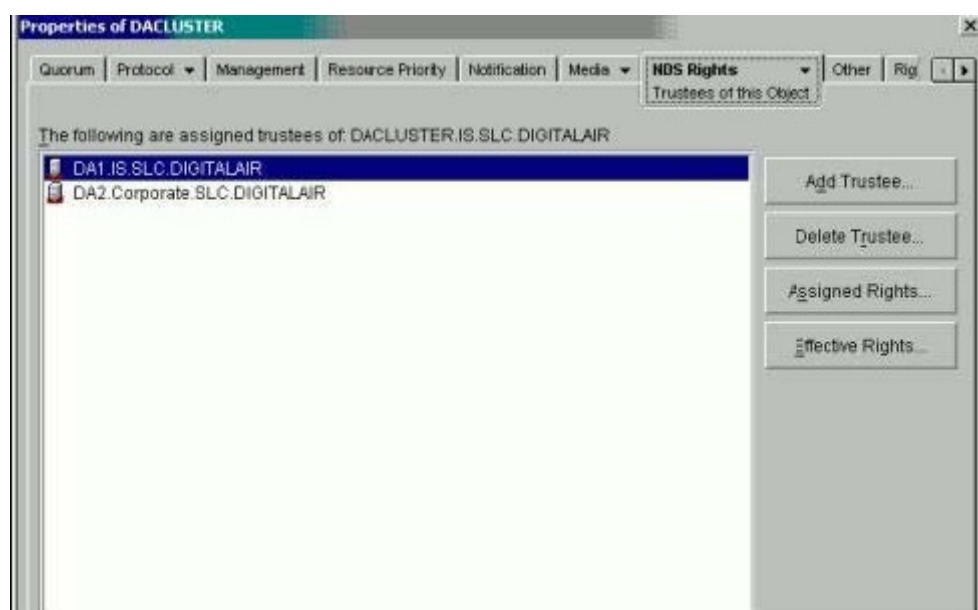 Properties of DACLUSTER
Quorum Protocol Management Resource Priority Notification Media NDS Rights Other Rig
Trustees of this Object
The following are assigned trustees of: DACLUSTER.IS.SLC.DIGITALAIR
DA1.IS.SLC.DIGITALAIR
DA2.Corporate.SLC.DIGITALAIR
Add Trustee...
Delete Trustee...
Assigned Rights...
Effective Rights...